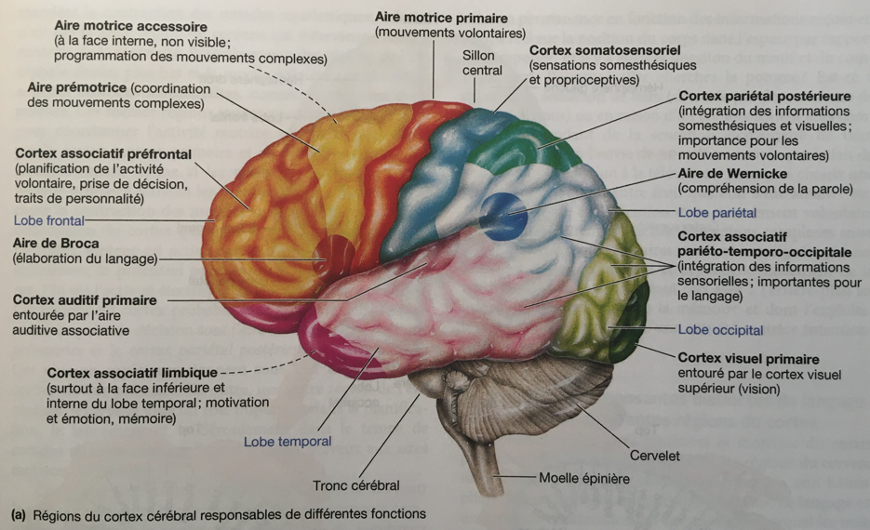 Aire motrice accessoire
(à la face interne, non visible;
programmation des mouvements complexes)
Aire motrice primaire
(mouvements volontaires)
Sillon
central
Cortex somatosensoriel
(sensations somesthésiques
et proprioceptives)
Aire prémotrice (coordination
des mouvements complexes)
Cortex pariétal postérieure
(intégration des informations
somesthésiques et visuelles;
importance pour les
mouvements volontaires)
Cortex associatif préfrontal
(planification de l'activité
volontaire, prise de décision,
traits de personnalité)
Aire de Wernicke
(compréhension de la parole)
Lobe frontal
Lobe pariétal
Aire de Broca
(élaboration du langage)
Cortex associatif
pariéto-temporo-occipitale
(intégration des informations
sensorielles; importantes pour
le langage)
Cortex auditif primaire
entourée par l'aire
auditive associative
Lobe occipital
Cortex visuel primaire
entouré par le cortex visuel
supérieur (vision)
Cortex associatif limbique
(surtout à la face inférieure et
interne du lobe temporal; motivation
et émotion, mémoire)
Lobe temporal
Cervelet
Tronc cérébral
Moelle épinière
(a) Régions du cortex cérébral responsables de différentes fonctions